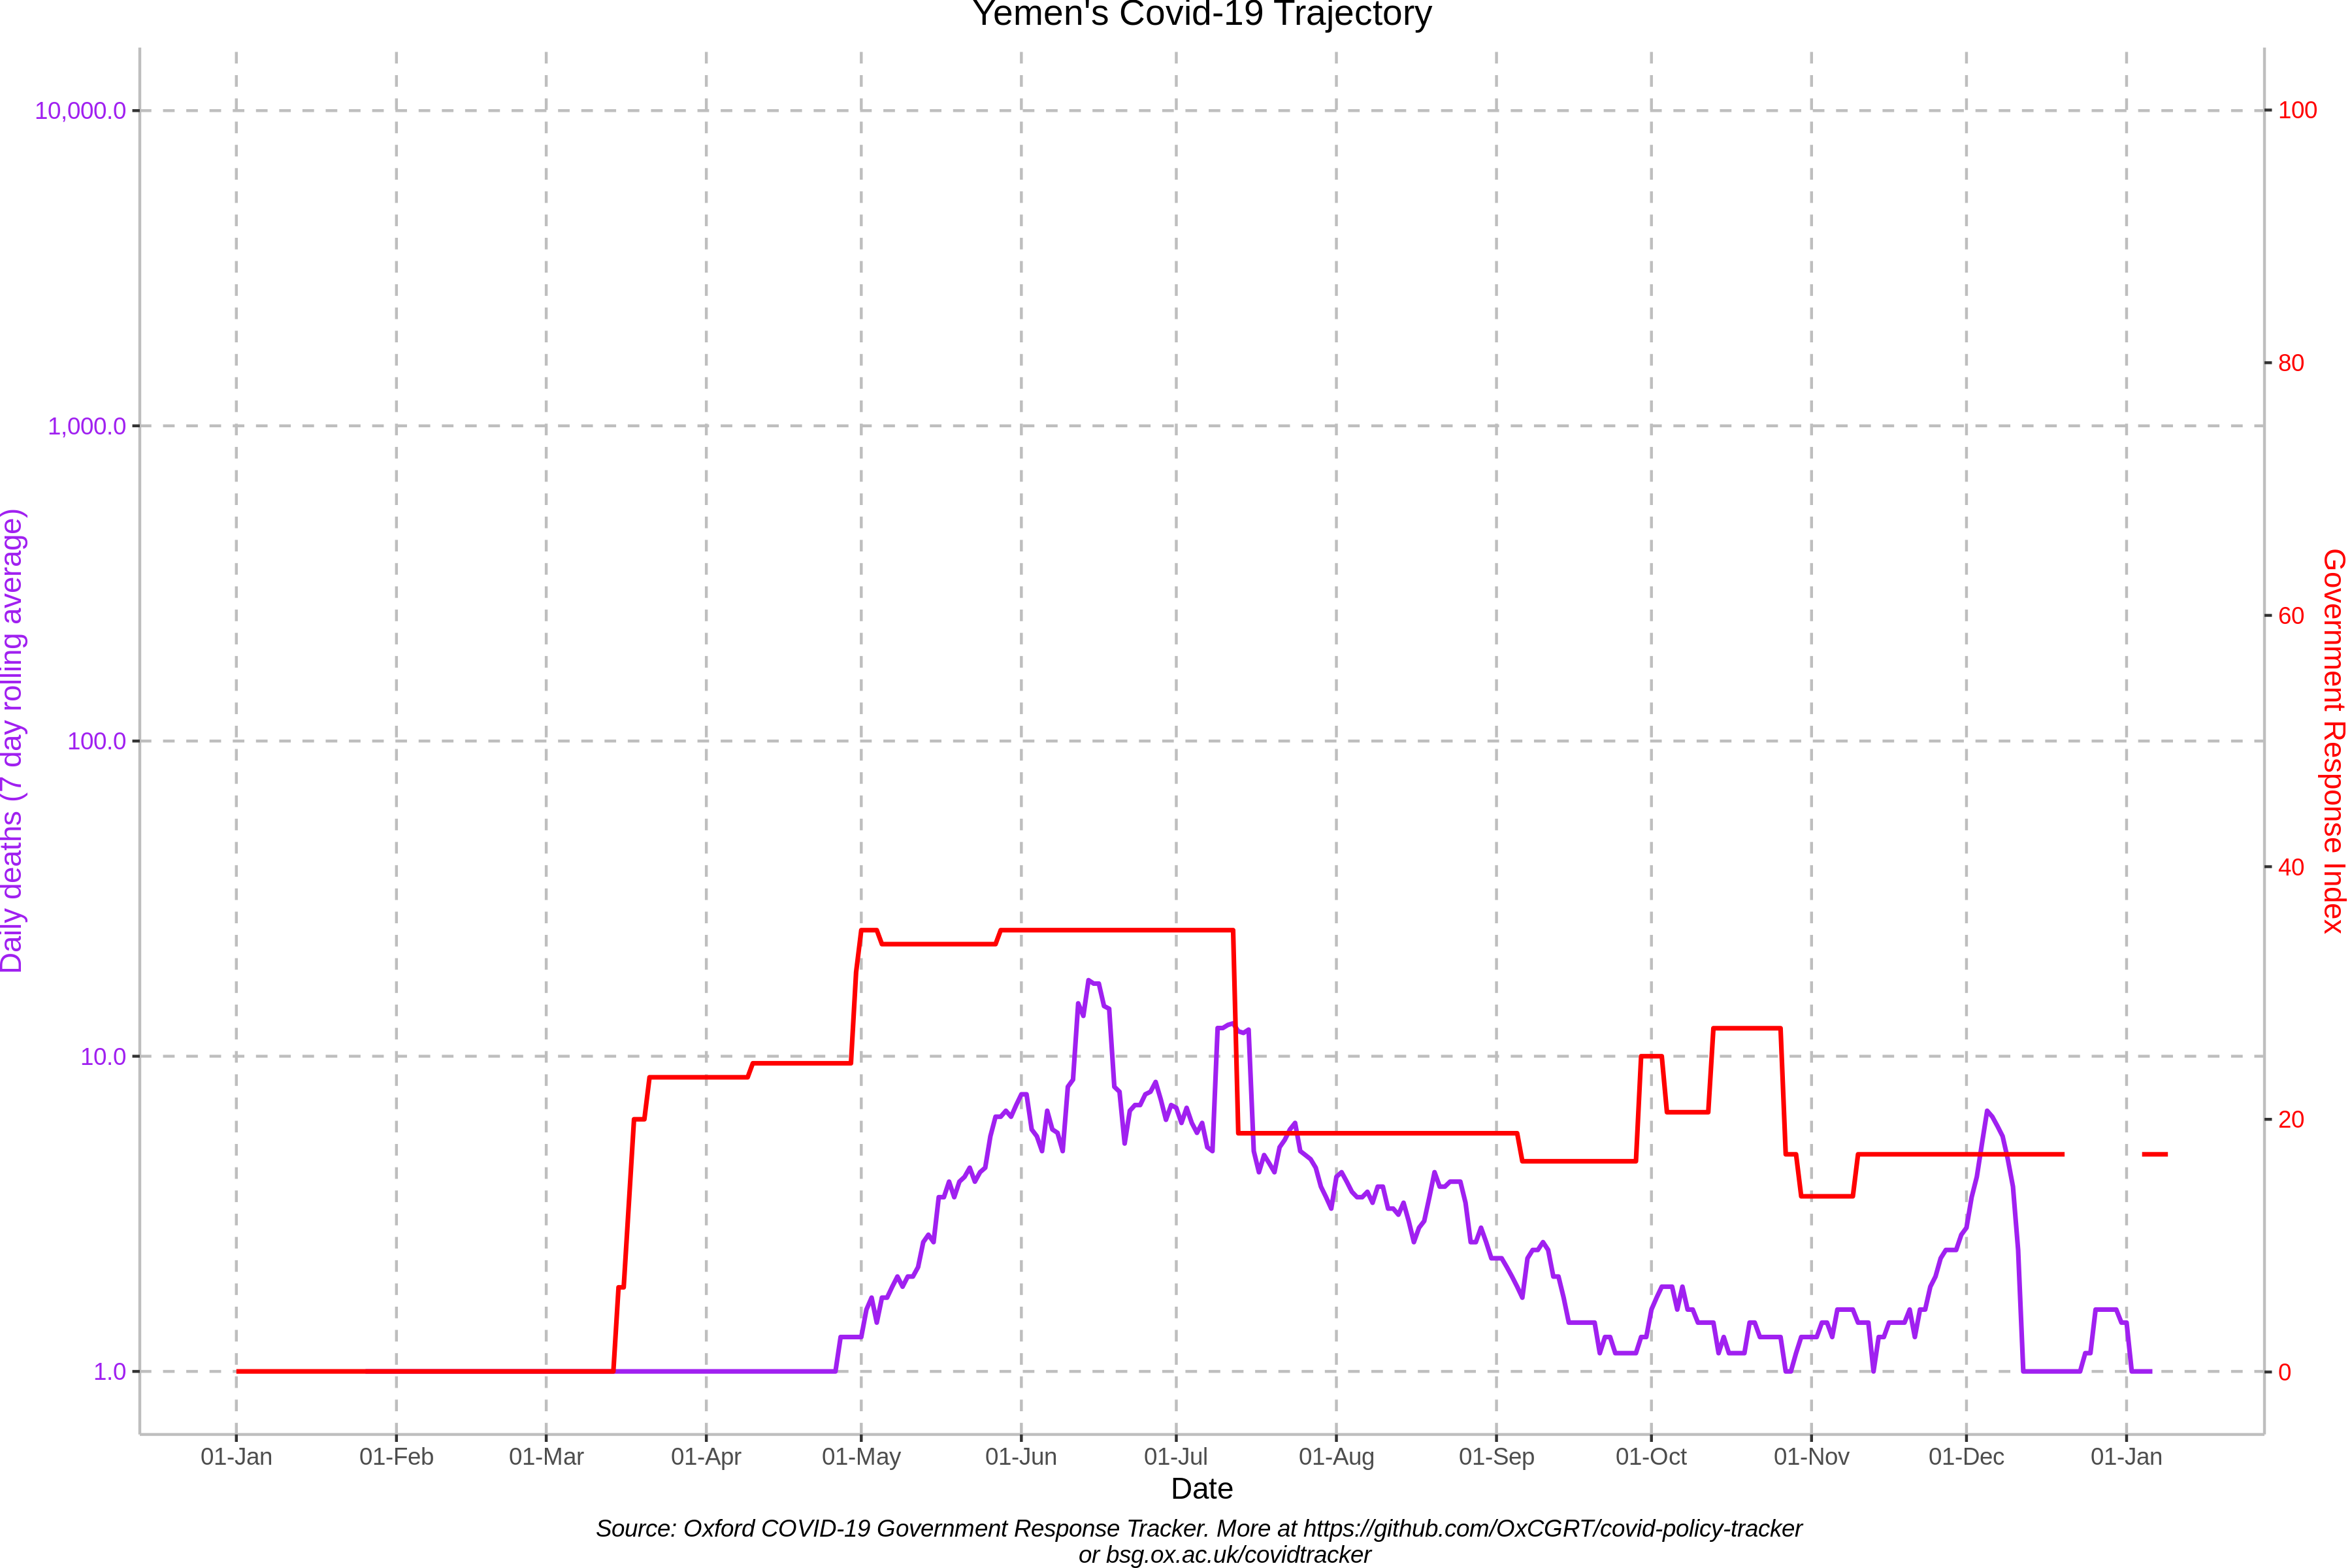 Yemen's Covid-19 Trajectory
10,000.0
1,000.0
100.0
10.0
1.0
Daily deaths (7 day rolling average)
100
80
60
40
20
0
Government Response Index
01-Jan 01-Feb 01-Mar 01-Apr 01-May 01-Jun 01-Jul 01-Aug 01-Sep 01-Oct 01-Nov 01-Dec 01-Jan
Date
Source: Oxford COVID-19 Government Response Tracker. More at https://github.com/OxCGRT/covid-policy-tracker
or bsg.ox.ac.uk/covidtracker